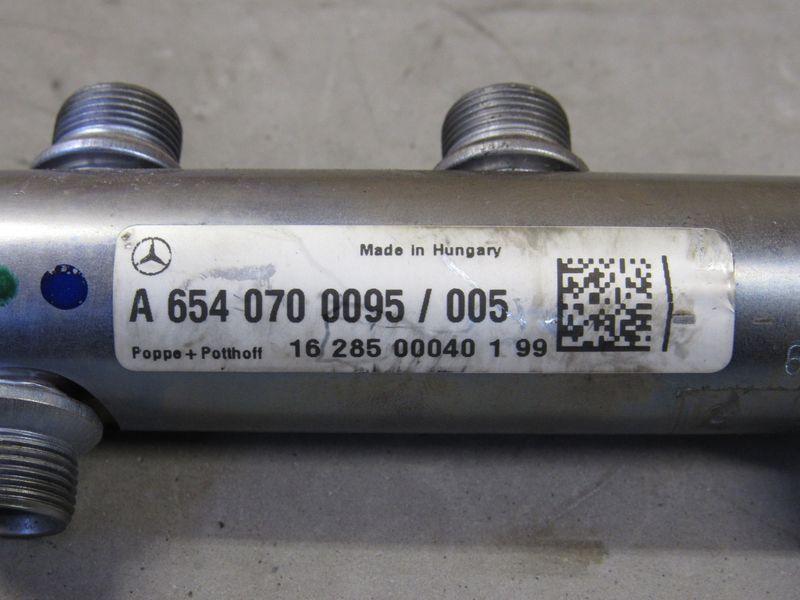 Made in Hungary
A 654 070 0095 / 005
Poppe + Potthoff 16 285 00040 1 99